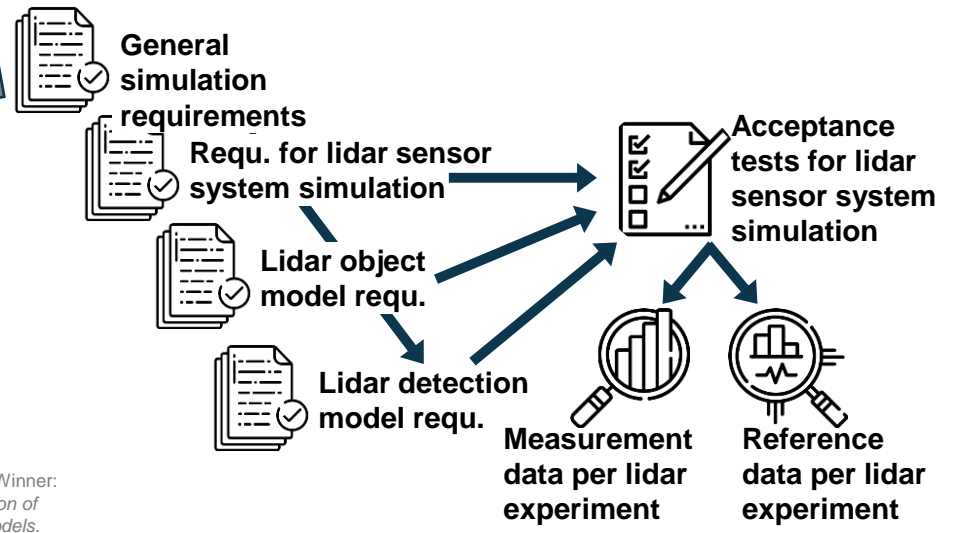 General
simulation
requirements
Requ. for lidar sensor
system simulation
Lidar object
model requ.
Lidar detection
model requ.
Acceptance
tests for lidar
sensor system
simulation
Measurement
data per lidar
experiment
Reference
data per lidar
experiment
Winner:
on of
dels.